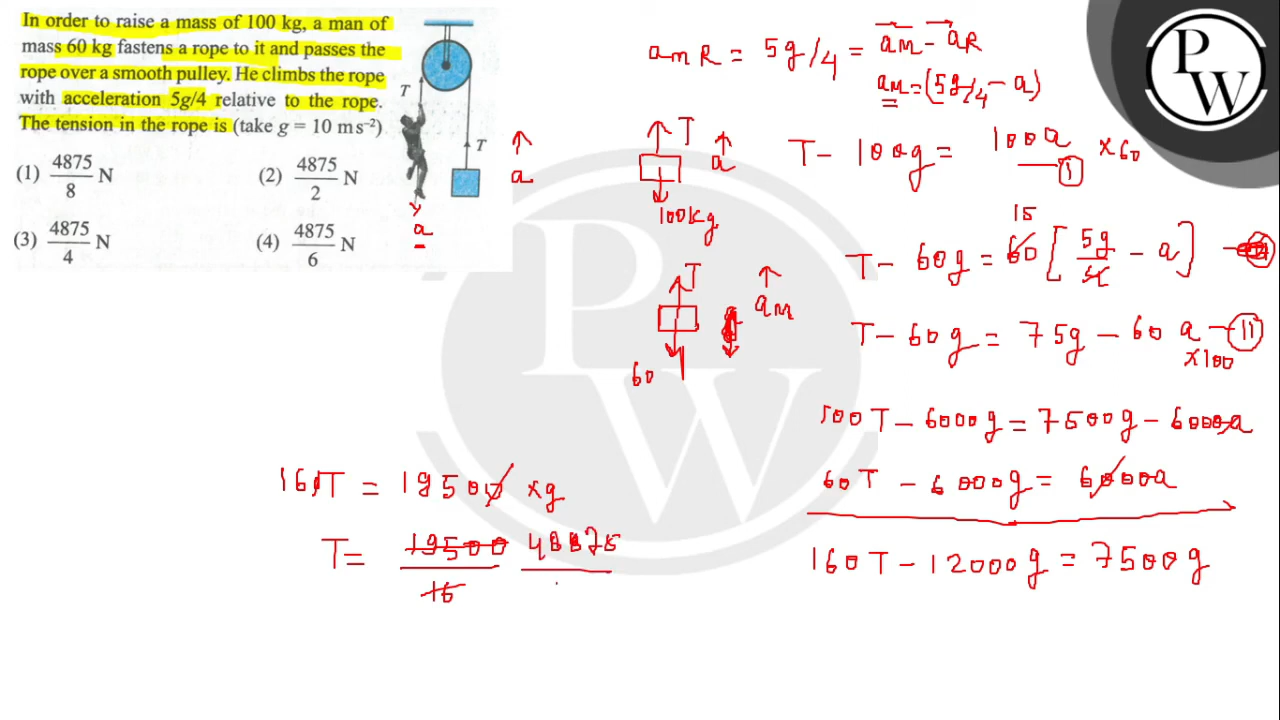 In order to raise a mass of 100 kg, a man of
mass 60 kg fastens a rope to it and passes the
rope over a smooth pulley. He climbs the rope
with acceleration 5g/4 relative to the rope.
The tension in the rope is (take g = 10 ms⁻²)
(1) 4875/8 N
(2) 4875/2 N
(3) 4875/4 N
(4) 4875/6 N
T
T
a
a
amR = 5g/4 = aM - aR
aM = (5g/4 - a)
T
a
100kg
T
aM
60
T - 100g = 100a ① ×60
15
T - 60g = 60 [5g/4 - a]
T - 60g = 75g - 60a ⑪
×100
100T - 6000g = 7500g - 6000a
60T - 6000g = 6000a
160T - 12000g = 7500g
160T = 19500 ×g
T = 19500/16
P
W
P
W